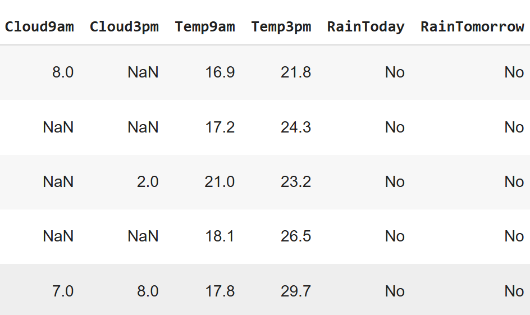 Cloud9am Cloud3pm Temp9am Temp3pm RainToday RainTomorrow
8.0 NaN 16.9 21.8 No No
NaN NaN 17.2 24.3 No No
NaN 2.0 21.0 23.2 No No
NaN NaN 18.1 26.5 No No
7.0 8.0 17.8 29.7 No No